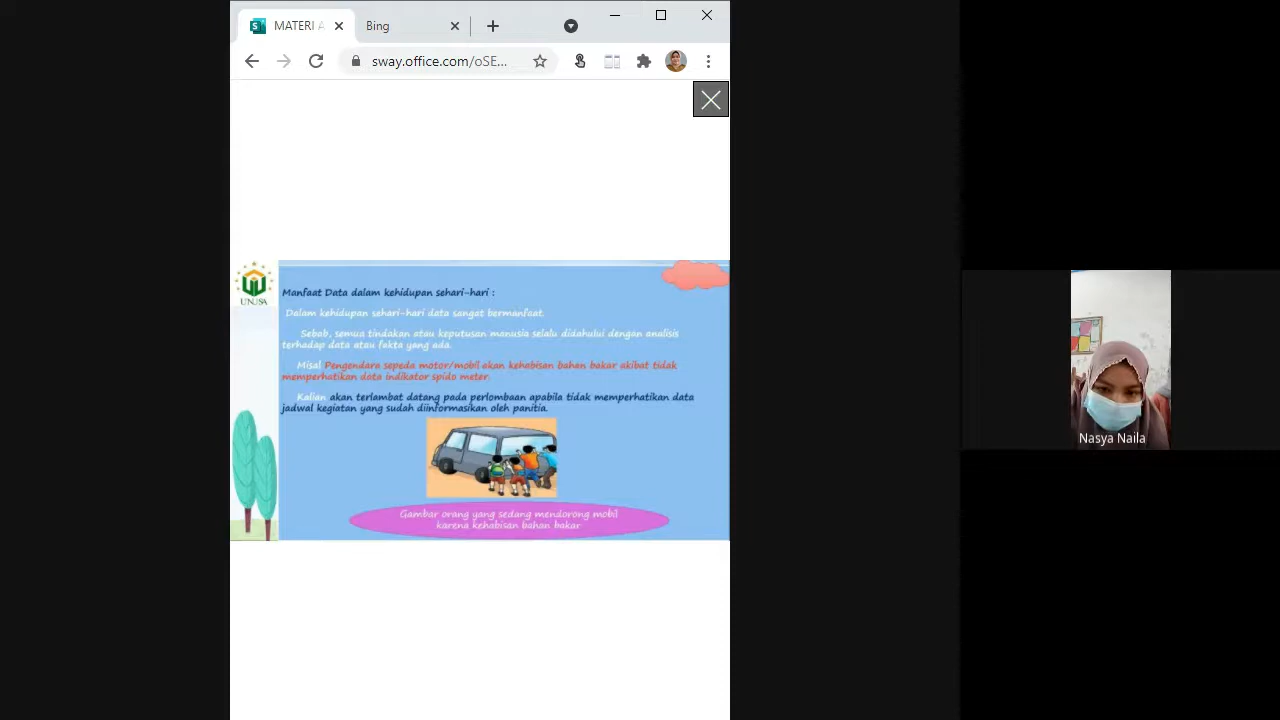 MATERI A
Bing
sway.office.com/oSE...
UNUSA
Manfaat Data dalam kehidupan sehari-hari :
Dalam kehidupan sehari-hari data sangat bermanfaat.
Sebab, semua tindakan atau keputusan manusia selalu didahului dengan analisis
terhadap data atau fakta yang ada.
Misal Pengendara sepeda motor/mobil akan kehabisan bahan bakar akibat tidak
memperhatikan data indikator spido meter.
Kalian akan terlambat datang pada perlombaan apabila tidak memperhatikan data
jadwal kegiatan yang sudah diinformasikan oleh panitia.
Gambar orang yang sedang mendorong mobil
karena kehabisan bahan bakar
Nasya Naila